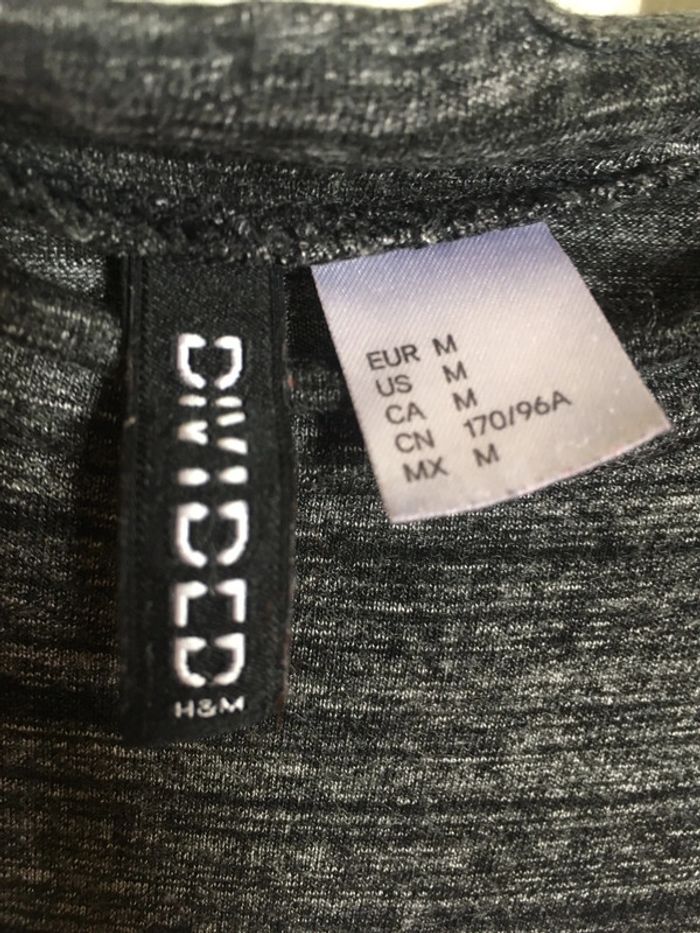 DIVIDED
H&M
EUR M
US M
CA M
CN 170/96A
MX M